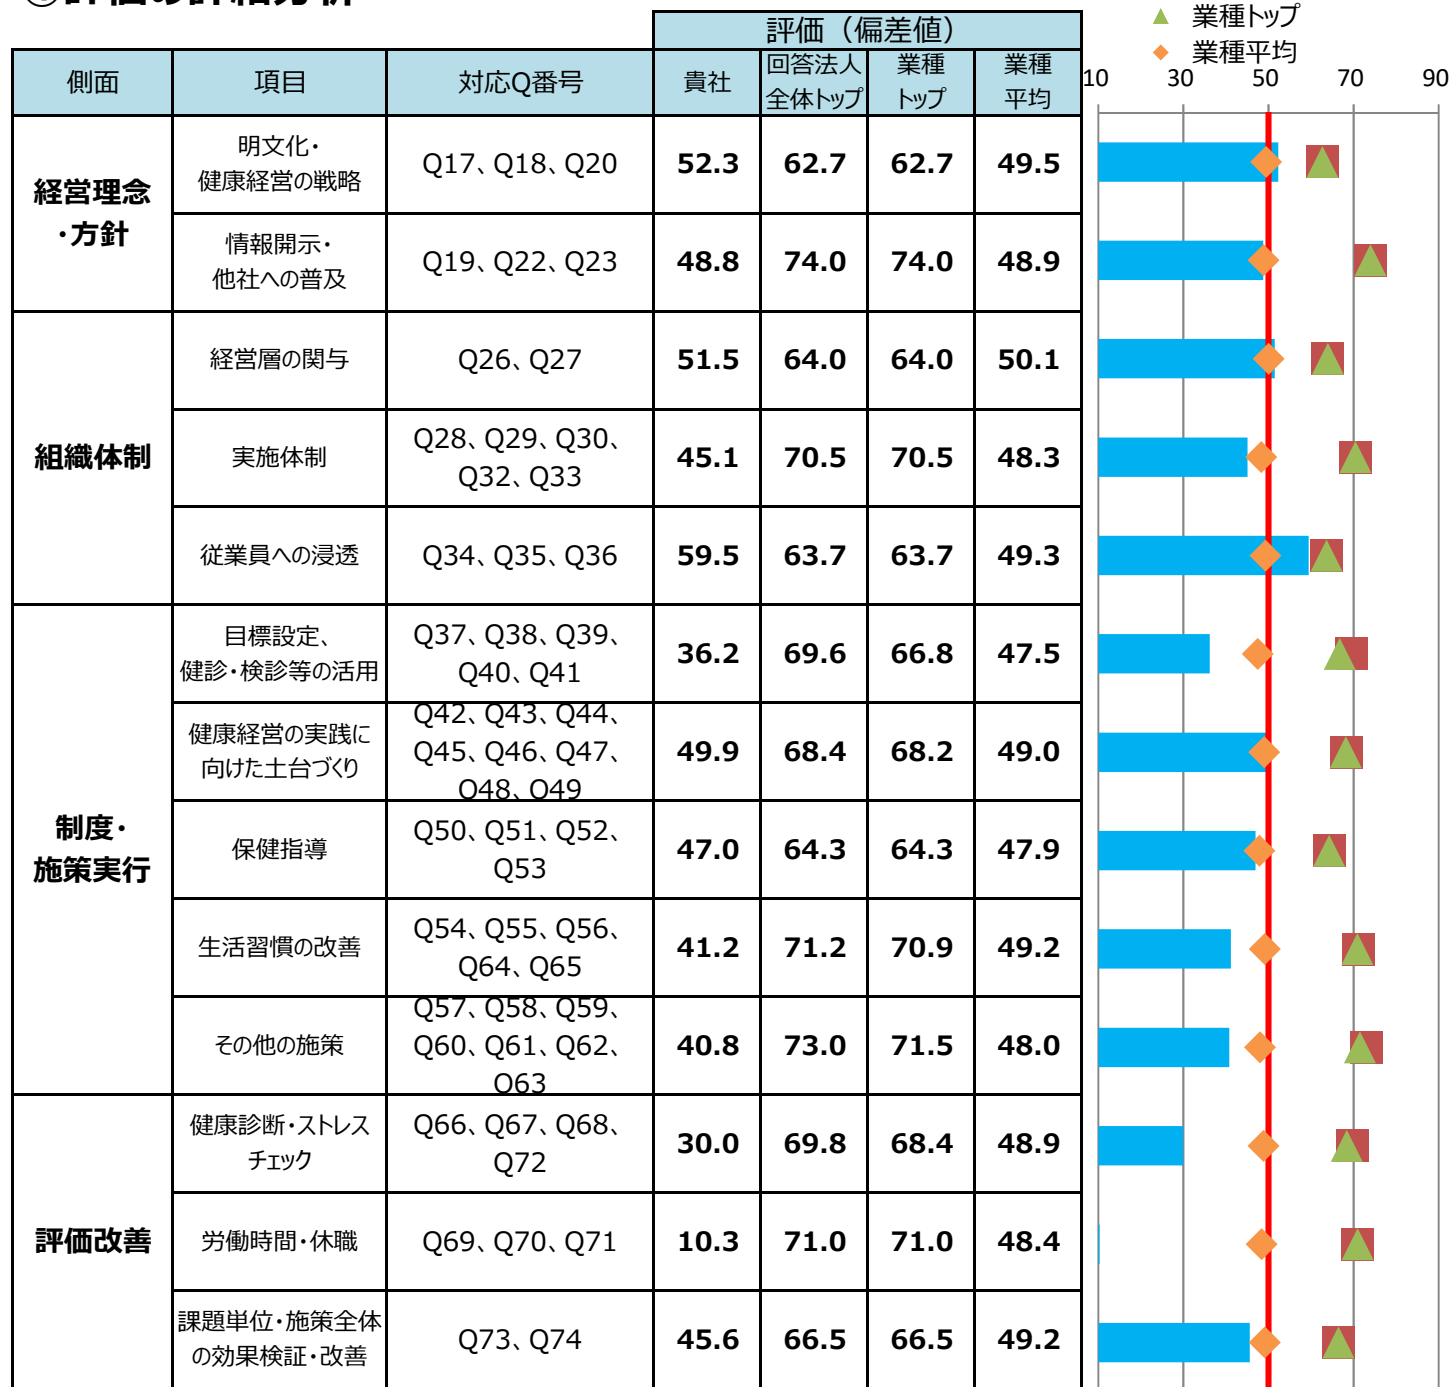 ③評価の詳細分析
▲ 業種トップ
◆ 業種平均
評価（偏差値）
側面 項目 対応Q番号 貴社 回答法人全体トップ 業種トップ 業種平均
10 30 50 70 90
経営理念・方針
明文化・健康経営の戦略 Q17、Q18、Q20 52.3 62.7 62.7 49.5
情報開示・他社への普及 Q19、Q22、Q23 48.8 74.0 74.0 48.9
組織体制
経営層の関与 Q26、Q27 51.5 64.0 64.0 50.1
実施体制 Q28、Q29、Q30、Q32、Q33 45.1 70.5 70.5 48.3
従業員への浸透 Q34、Q35、Q36 59.5 63.7 63.7 49.3
制度・施策実行
目標設定、健診・検診等の活用 Q37、Q38、Q39、Q40、Q41 36.2 69.6 66.8 47.5
健康経営の実践に向けた土台づくり Q42、Q43、Q44、Q45、Q46、Q47、Q48、Q49 49.9 68.4 68.2 49.0
保健指導 Q50、Q51、Q52、Q53 47.0 64.3 64.3 47.9
生活習慣の改善 Q54、Q55、Q56、Q64、Q65 41.2 71.2 70.9 49.2
その他の施策 Q57、Q58、Q59、Q60、Q61、Q62、Q63 40.8 73.0 71.5 48.0
評価改善
健康診断・ストレスチェック Q66、Q67、Q68、Q72 30.0 69.8 68.4 48.9
労働時間・休職 Q69、Q70、Q71 10.3 71.0 71.0 48.4
課題単位・施策全体の効果検証・改善 Q73、Q74 45.6 66.5 66.5 49.2